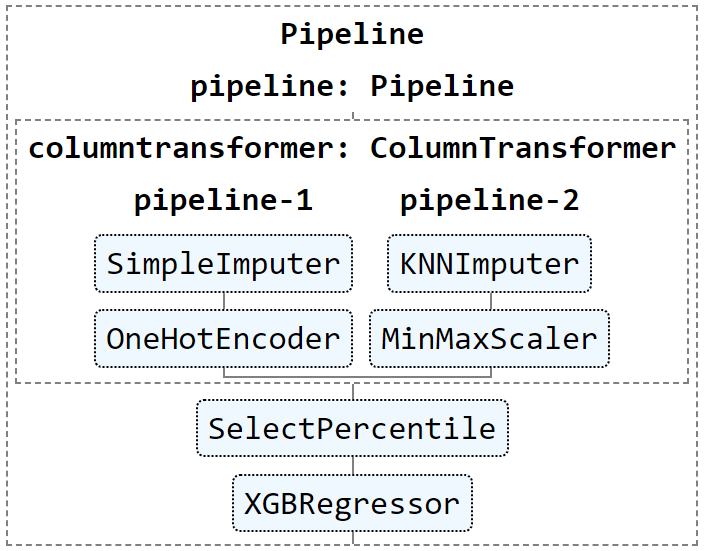 Pipeline
pipeline: Pipeline
columntransformer: ColumnTransformer
pipeline-1 pipeline-2
SimpleImputer KNNImputer
OneHotEncoder MinMaxScaler
SelectPercentile
XGBRegressor